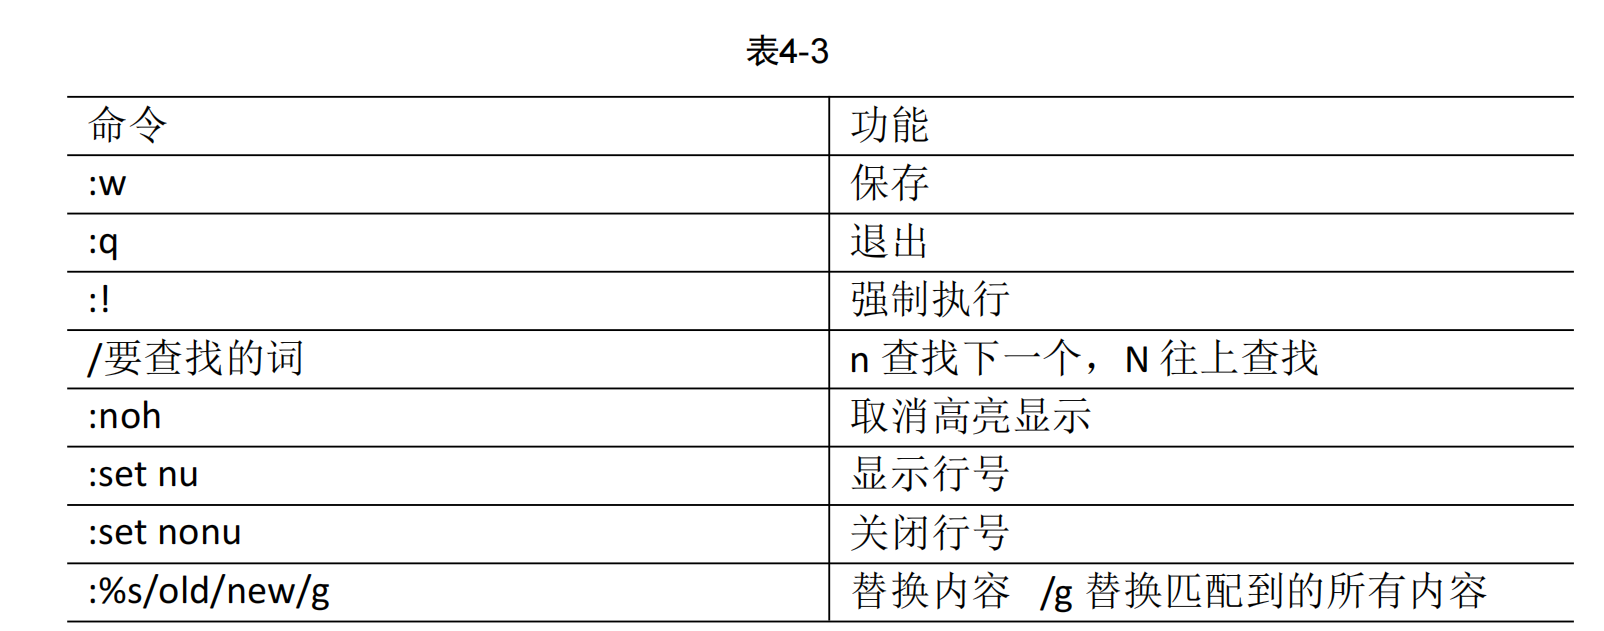 表4-3
命令 功能
:w 保存
:q 退出
:! 强制执行
/要查找的词 n 查找下一个，N 往上查找
:noh 取消高亮显示
:set nu 显示行号
:set nonu 关闭行号
:%s/old/new/g 替换内容 /g 替换匹配到的所有内容